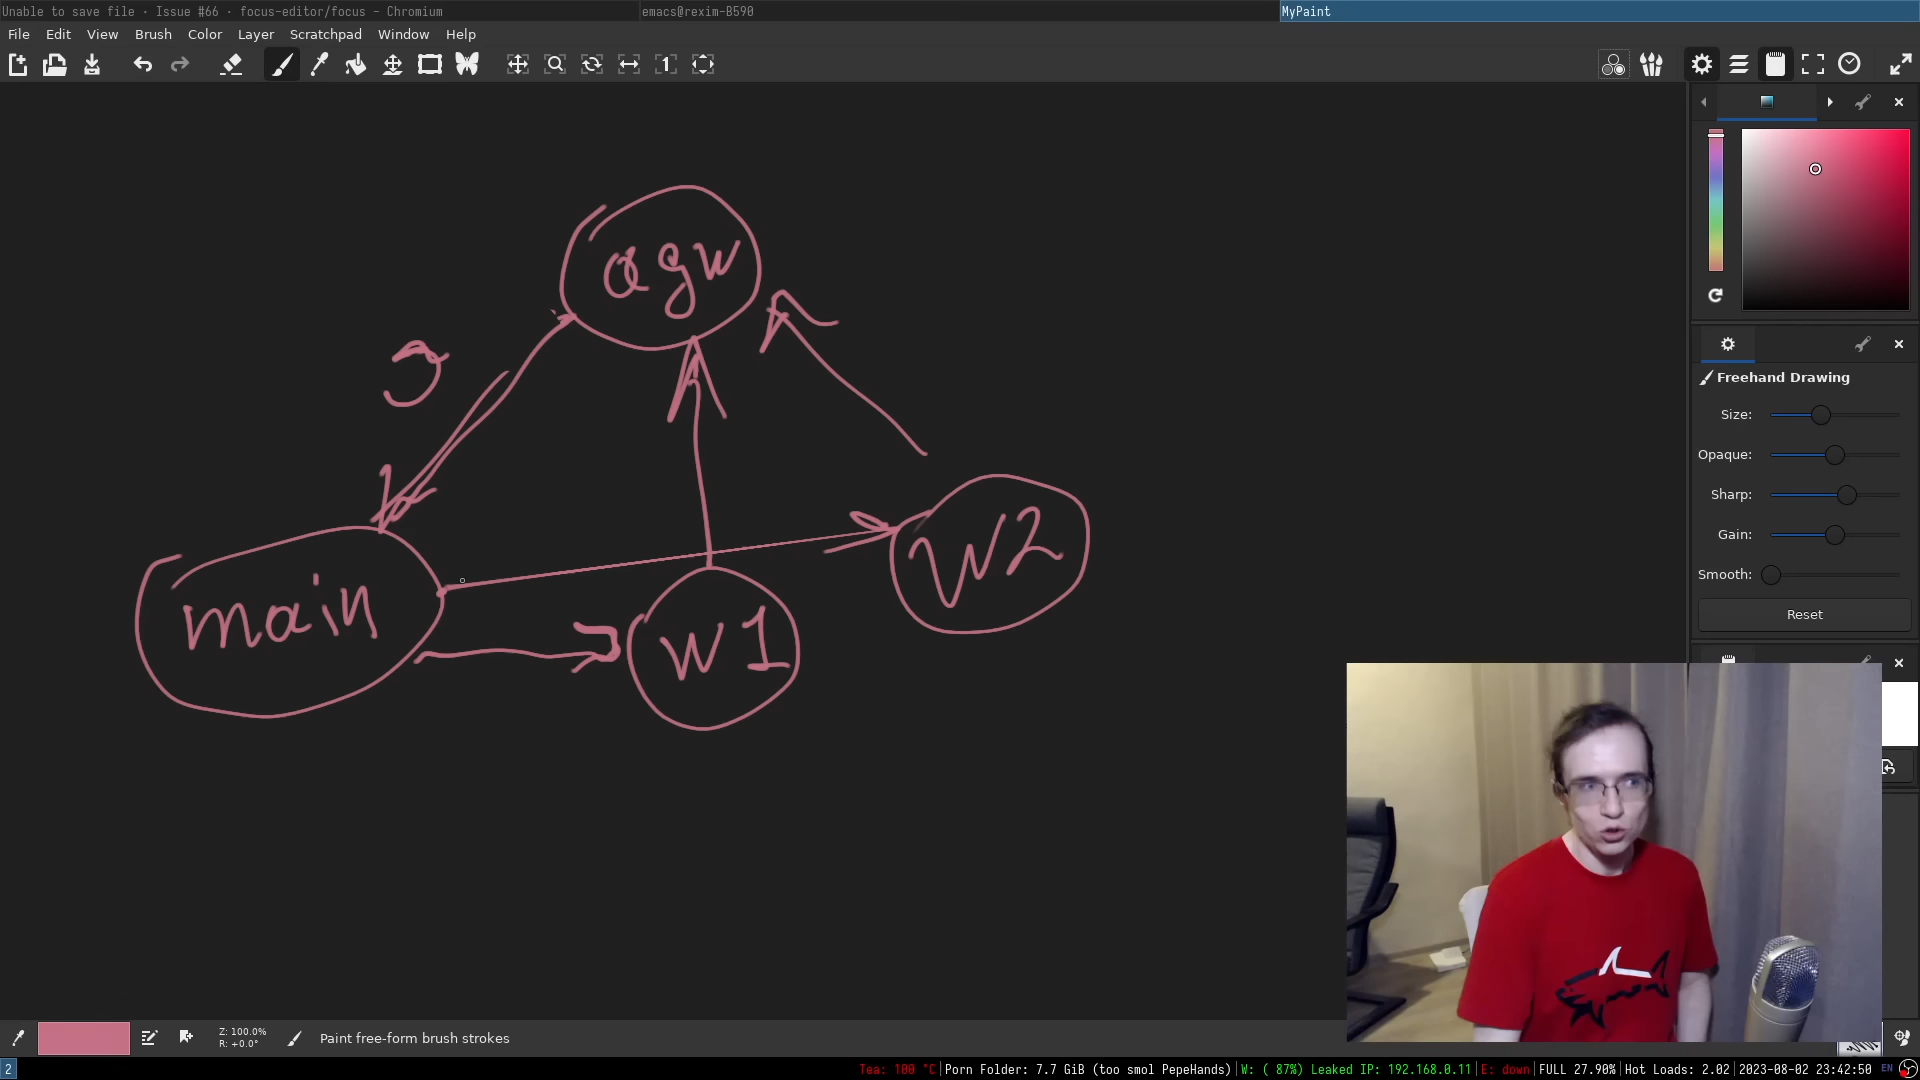 Unable to save file · Issue #66 · focus-editor/focus - Chromium
emacs@rexim-B590
MyPaint
File Edit View Brush Color Layer Scratchpad Window Help
1
Freehand Drawing
Size:
Opaque:
Sharp:
Gain:
Smooth:
Reset
agw
main
w1
W2
Z: 100.0%
R: +0.0°
Paint free-form brush strokes
2
Tea: 100 °C|Porn Folder: 7.7 GiB (too smol PepeHands)|W: ( 87%) Leaked IP: 192.168.0.11|E: down|FULL 27.90%|Hot Loads: 2.02|2023-08-02 23:42:50 EN